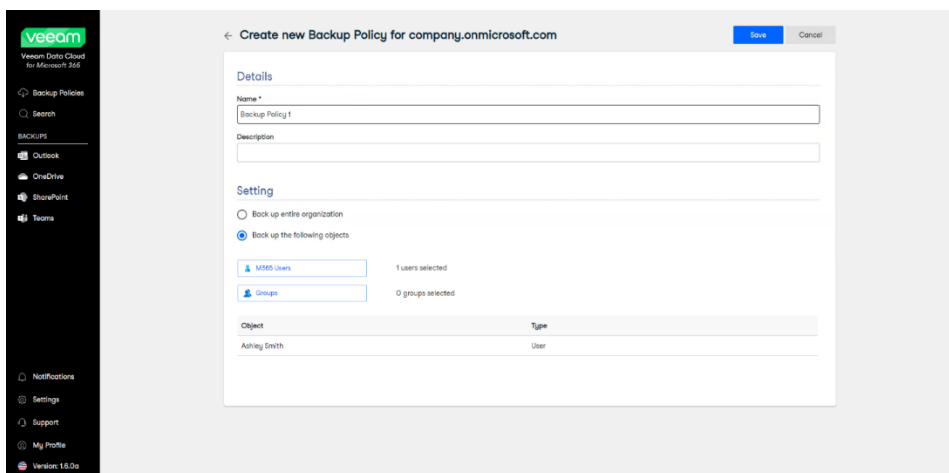 veeam
Veeam Data Cloud
for Microsoft 365
Backup Policies
Search
BACKUPS
Outlook
OneDrive
SharePoint
Teams
Notifications
Settings
Support
My Profile
Version: 1.6.0a
← Create new Backup Policy for company.onmicrosoft.com
Save
Cancel
Details
Name *
Backup Policy 1
Description
Setting
Back up entire organization
Back up the following objects
M365 Users
1 users selected
Groups
0 groups selected
Object Type
Ashley Smith User